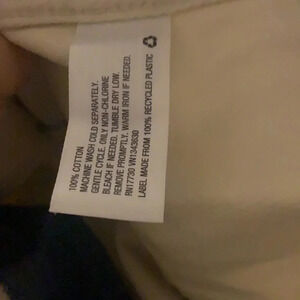 100% COTTON
MACHINE WASH COLD SEPARATELY.
GENTLE CYCLE. ONLY NON-CHLORINE
BLEACH IF NEEDED. TUMBLE DRY LOW.
REMOVE PROMPTLY. WARM IRON IF NEEDED.
RN17730 VN1343630
LABEL MADE FROM 100% RECYCLED PLASTIC